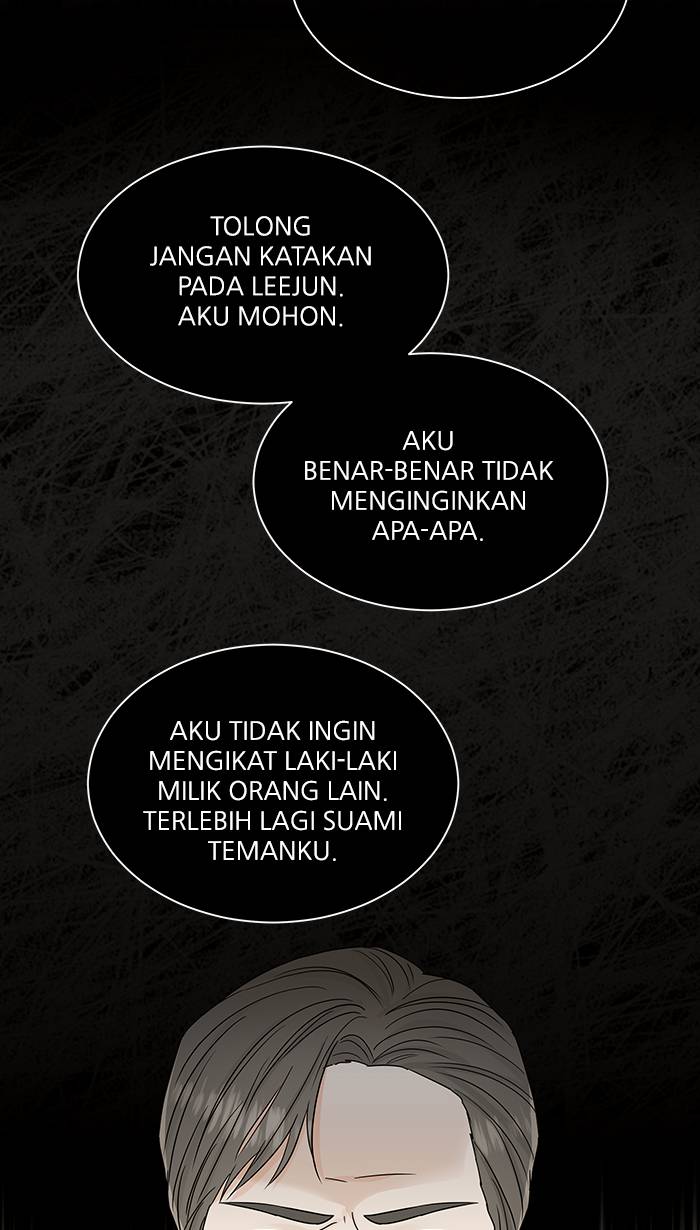 TOLONG
JANGAN KATAKAN
PADA LEEJUN.
AKU MOHON.
AKU
BENAR-BENAR TIDAK
MENGINGINKAN
APA-APA.
AKU TIDAK INGIN
MENGIKAT LAKI-LAKI
MILIK ORANG LAIN.
TERLEBIH LAGI SUAMI
TEMANKU.